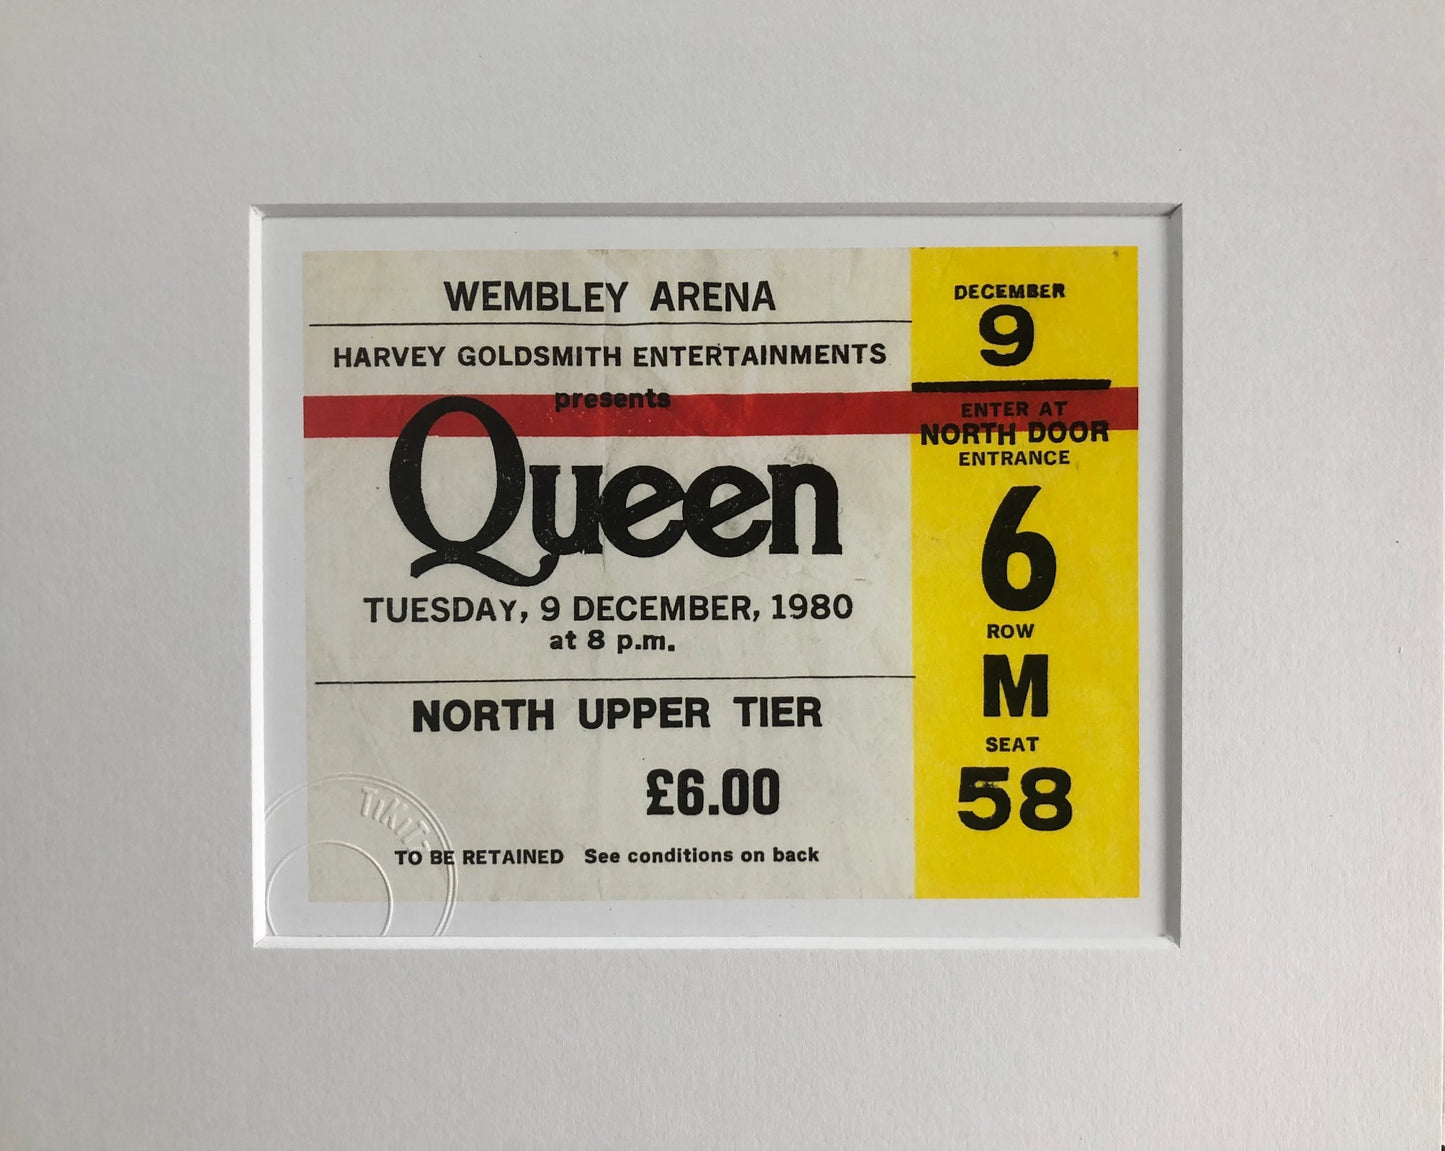 WEMBLEY ARENA
HARVEY GOLDSMITH ENTERTAINMENTS
presents
Queen
TUESDAY, 9 DECEMBER, 1980
at 8 p.m.
NORTH UPPER TIER
£6.00
TO BE RETAINED See conditions on back
DECEMBER
9
ENTER AT
NORTH DOOR
ENTRANCE
6
ROW
M
SEAT
58